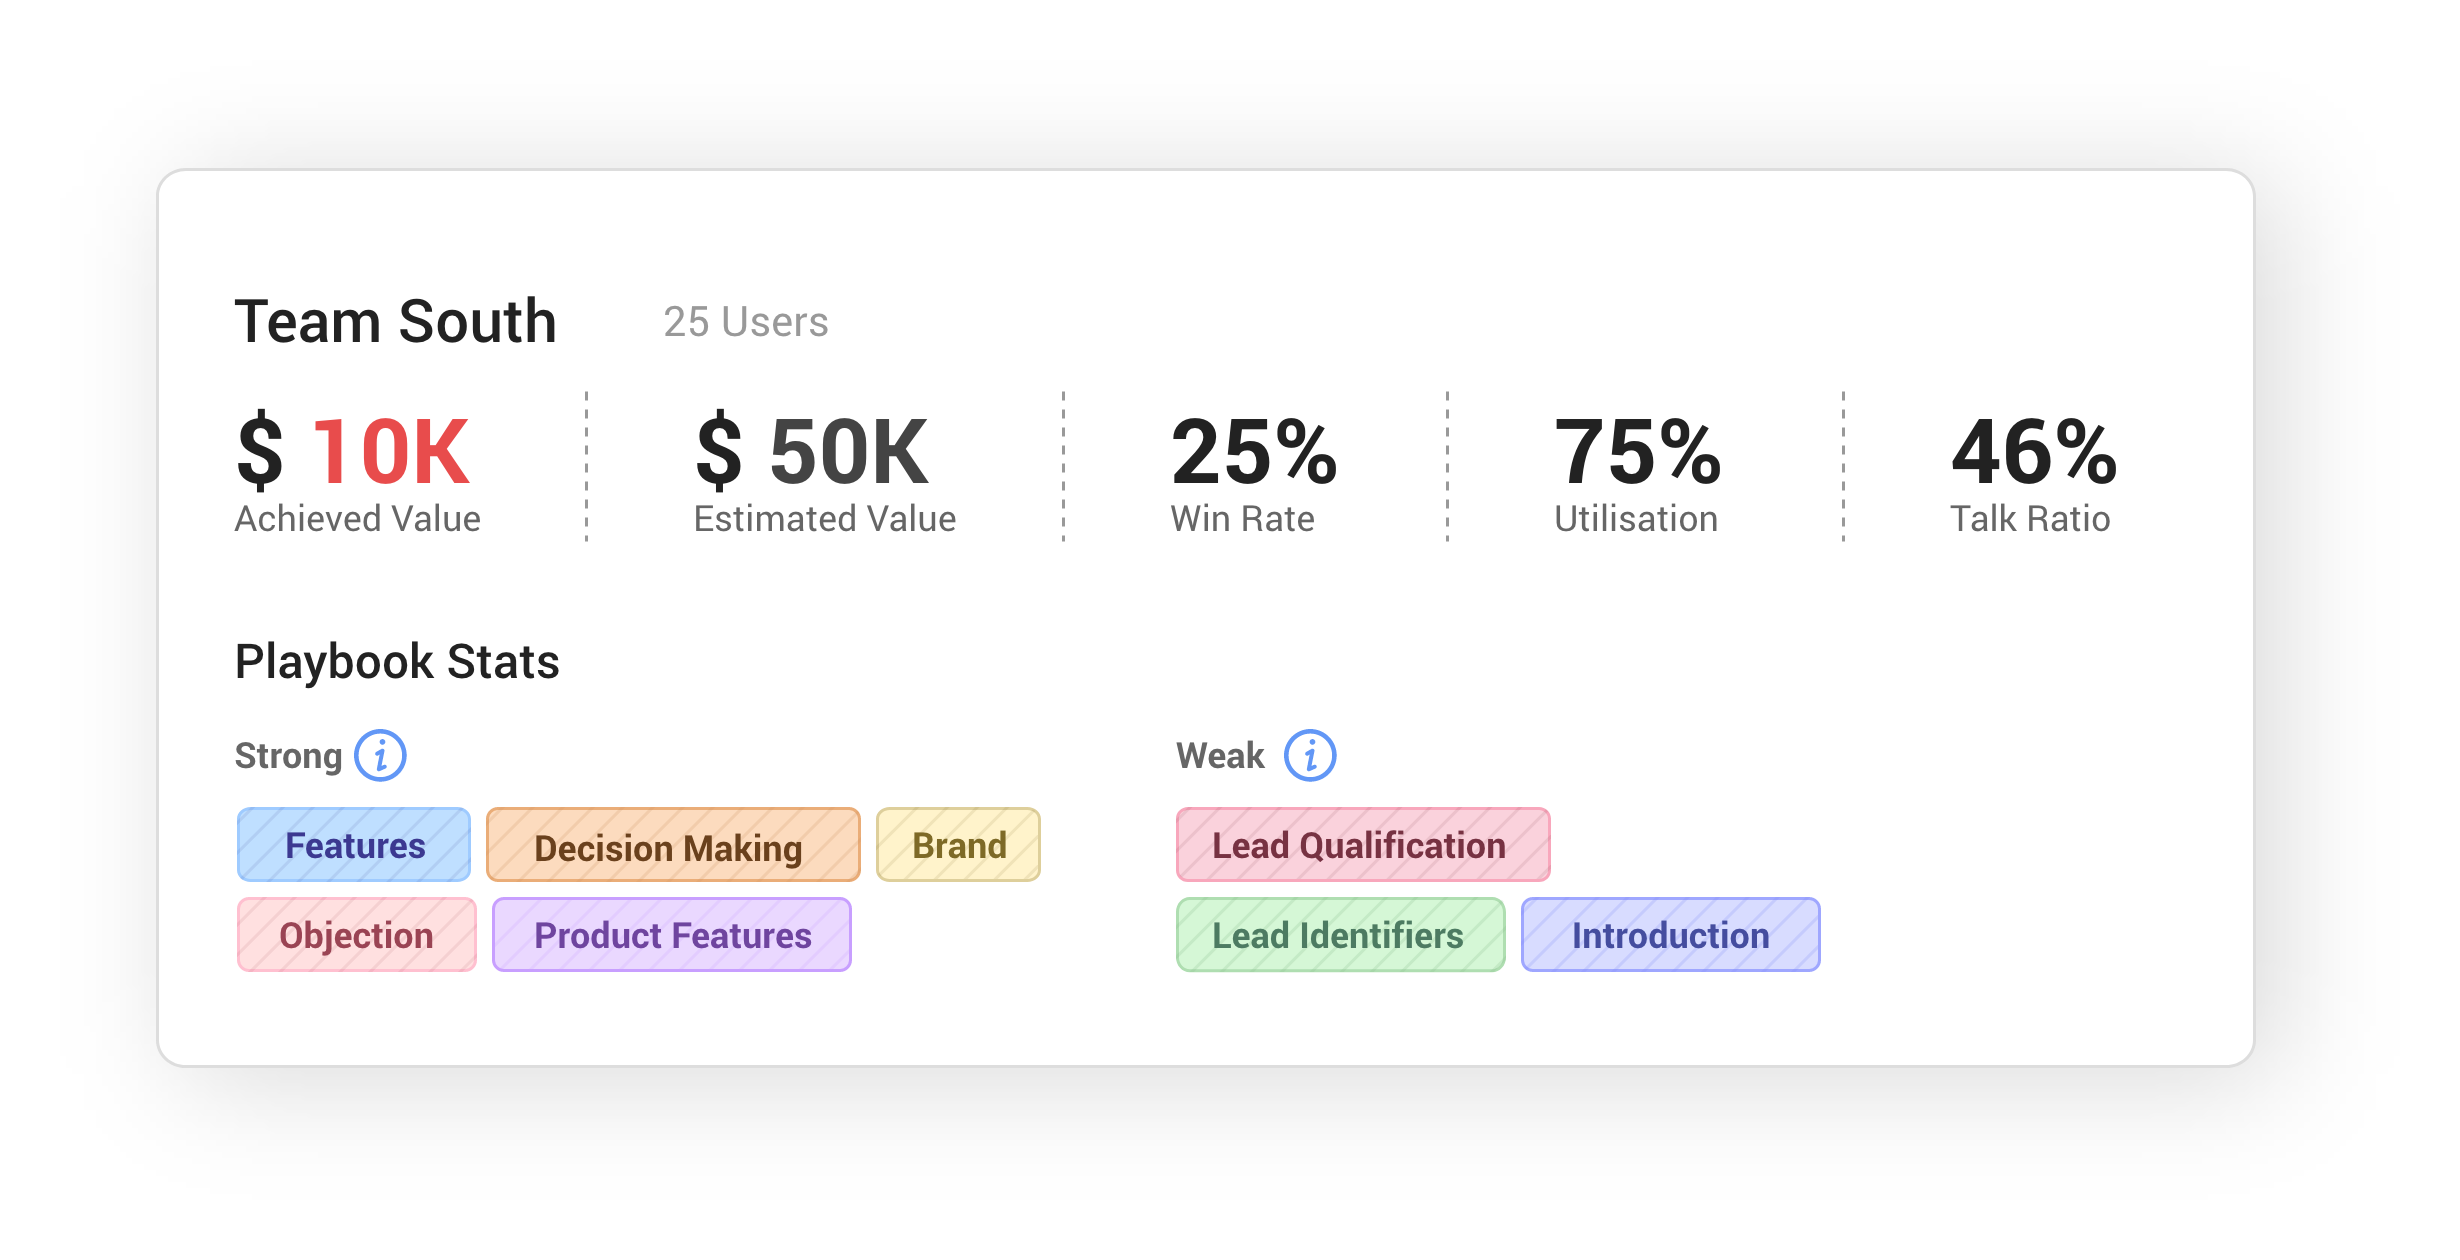 Team South 25 Users
$ 10K $ 50K 25% 75% 46%
Achieved Value Estimated Value Win Rate Utilisation Talk Ratio
Playbook Stats
Strong i Weak i
Features Decision Making Brand Lead Qualification
Objection Product Features Lead Identifiers Introduction